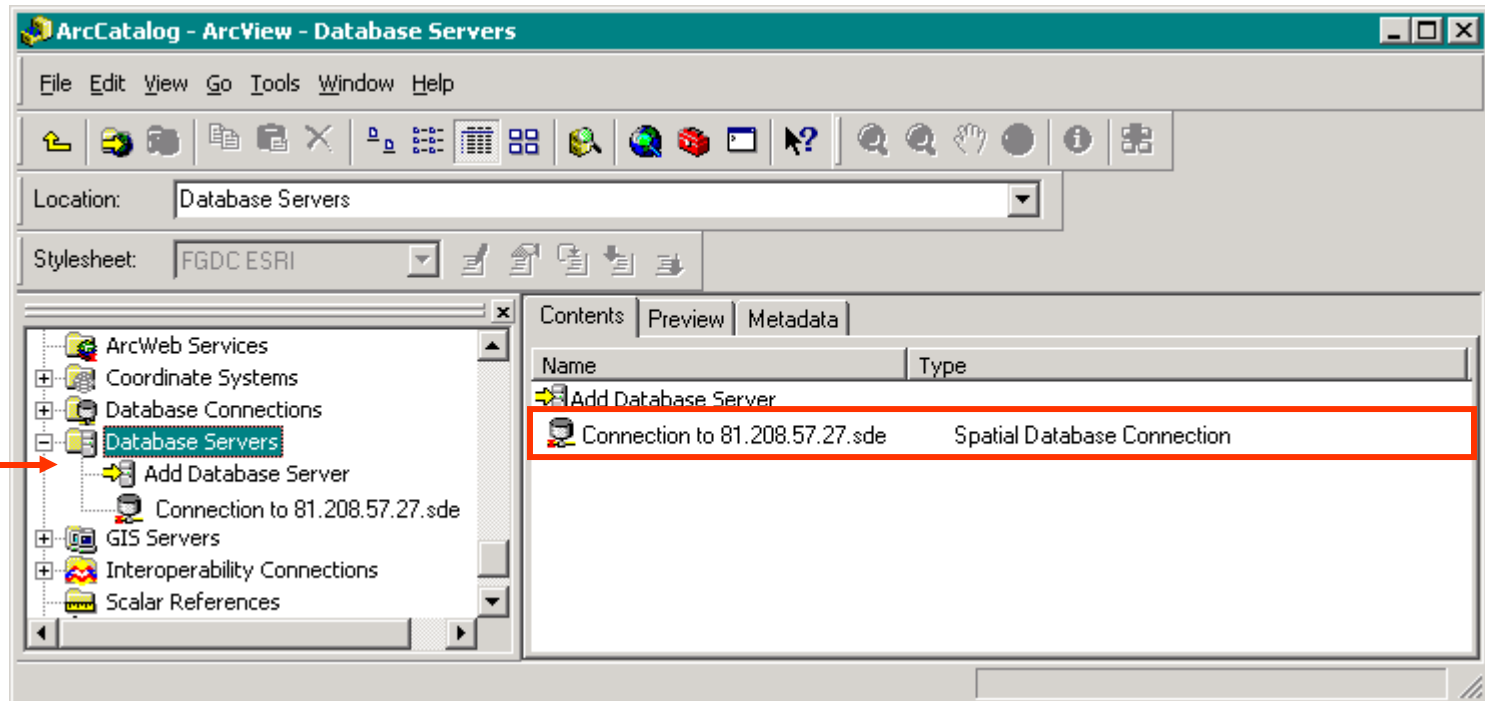 ArcCatalog - ArcView - Database Servers
File Edit View Go Tools Window Help
Location: Database Servers
Stylesheet: FGDC ESRI
ArcWeb Services
Coordinate Systems
Database Connections
Database Servers
Add Database Server
Connection to 81.208.57.27.sde
GIS Servers
Interoperability Connections
Scalar References
Contents Preview Metadata
Name Type
Add Database Server
Connection to 81.208.57.27.sde Spatial Database Connection